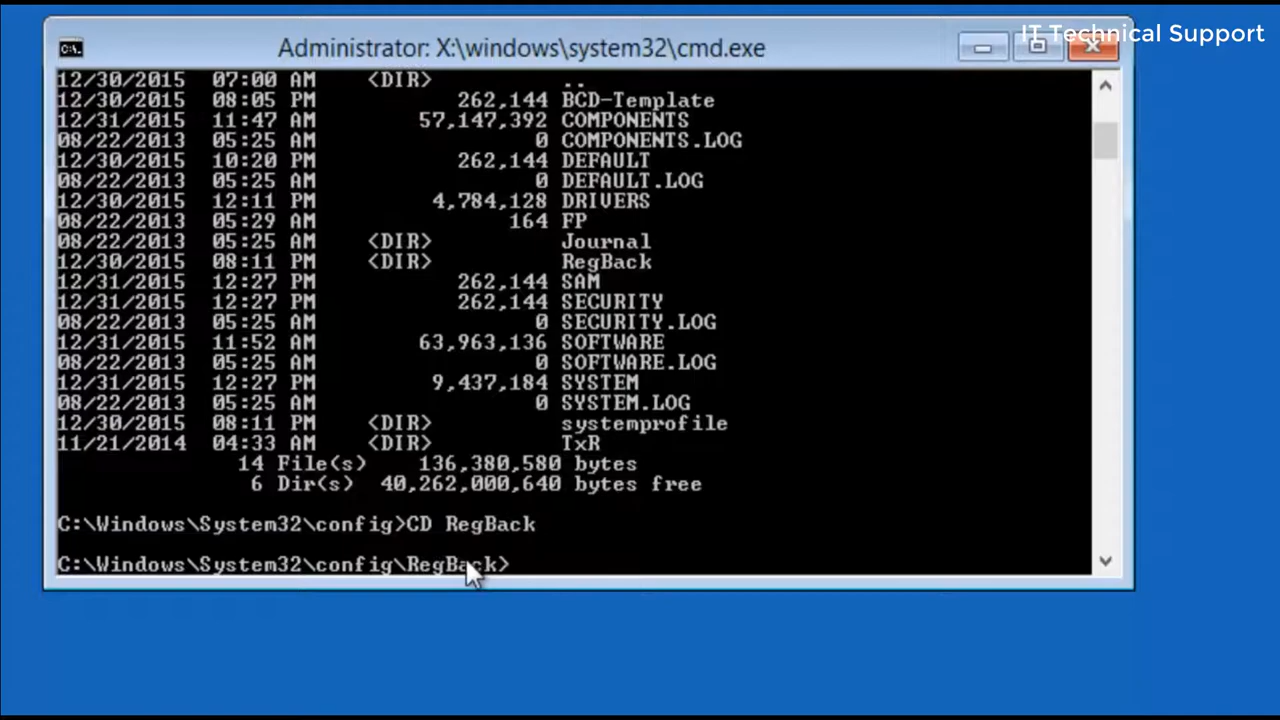 IT Technical Support
Administrator: X:\windows\system32\cmd.exe
12/30/2015  07:00 AM    <DIR>          ..
12/30/2015  08:05 PM           262,144 BCD-Template
12/31/2015  11:47 AM        57,147,392 COMPONENTS
08/22/2013  05:25 AM                 0 COMPONENTS.LOG
12/30/2015  10:20 PM           262,144 DEFAULT
08/22/2013  05:25 AM                 0 DEFAULT.LOG
12/30/2015  12:11 PM         4,784,128 DRIVERS
08/22/2013  05:29 AM               164 FP
08/22/2013  05:25 AM    <DIR>          Journal
12/30/2015  08:11 PM    <DIR>          RegBack
12/31/2015  12:27 PM           262,144 SAM
12/31/2015  12:27 PM           262,144 SECURITY
08/22/2013  05:25 AM                 0 SECURITY.LOG
12/31/2015  11:52 AM        63,963,136 SOFTWARE
08/22/2013  05:25 AM                 0 SOFTWARE.LOG
12/31/2015  12:27 PM         9,437,184 SYSTEM
08/22/2013  05:25 AM                 0 SYSTEM.LOG
12/30/2015  08:11 PM    <DIR>          systemprofile
11/21/2014  04:33 AM    <DIR>          TxR
14 File(s)    136,380,580 bytes
6 Dir(s)  40,262,000,640 bytes free
C:\Windows\System32\config>CD RegBack
C:\Windows\System32\config\RegBack>